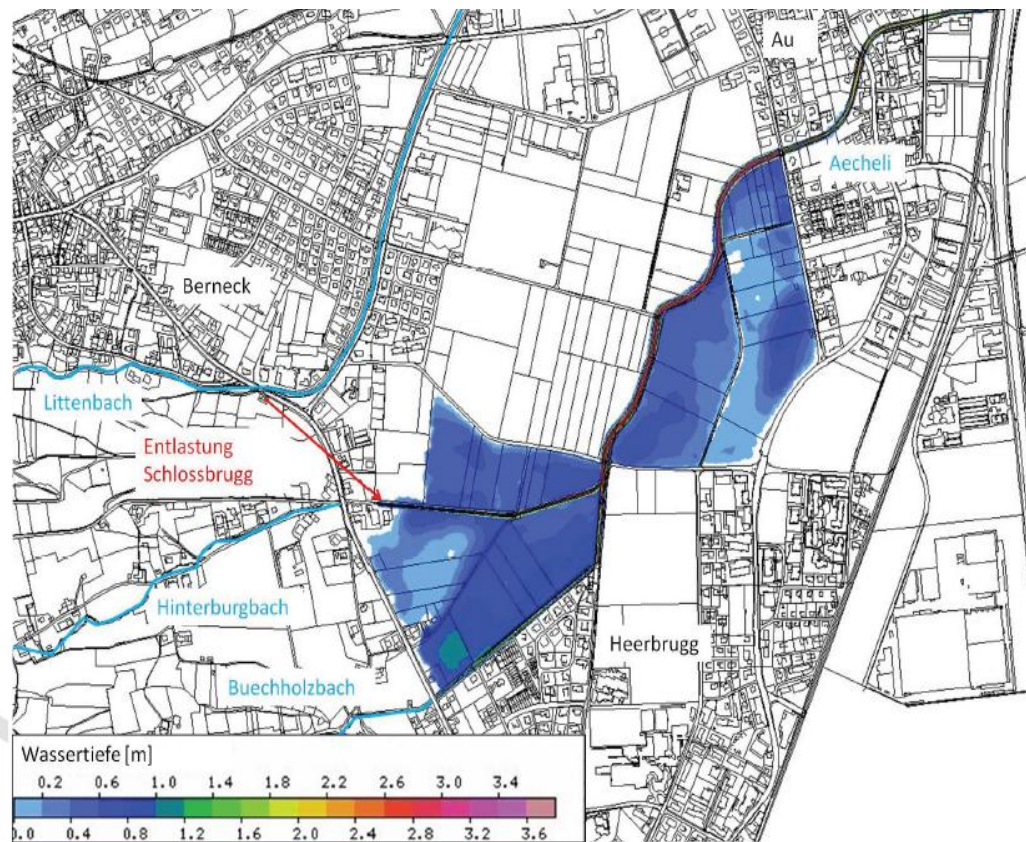 Au
Aecheli
Berneck
Littenbach
Entlastung
Schlossbrugg
Hinterburgbach
Heerbrugg
Buechholzbach
Wassertiefe [m]
0.2 0.6 1.0 1.4 1.8 2.2 2.6 3.0 3.4
0.0 0.4 0.8 1.2 1.6 2.0 2.4 2.8 3.2 3.6